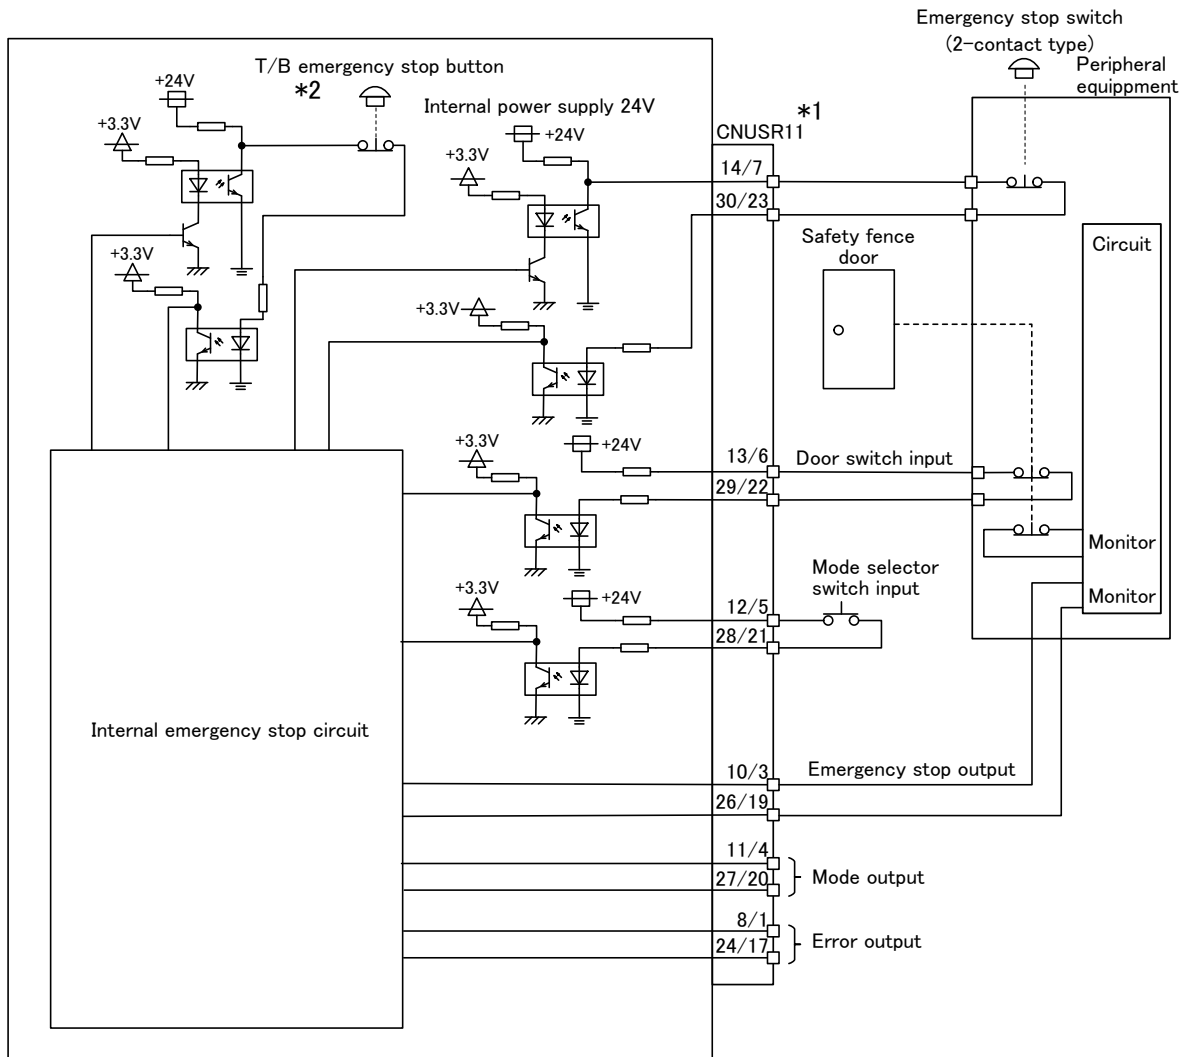 Emergency stop switch
(2-contact type)
Peripheral
equippment
T/B emergency stop button
*2
+24V
+3.3V
Internal power supply 24V
+24V
+3.3V
*1
CNUSR11
14/7
30/23
+3.3V
Safety fence
door
Circuit
+3.3V
+3.3V
+24V
13/6
Door switch input
29/22
Monitor
Mode selector
switch input
Monitor
+3.3V
+24V
12/5
28/21
Internal emergency stop circuit
10/3
Emergency stop output
26/19
11/4
27/20
Mode output
8/1
24/17
Error output